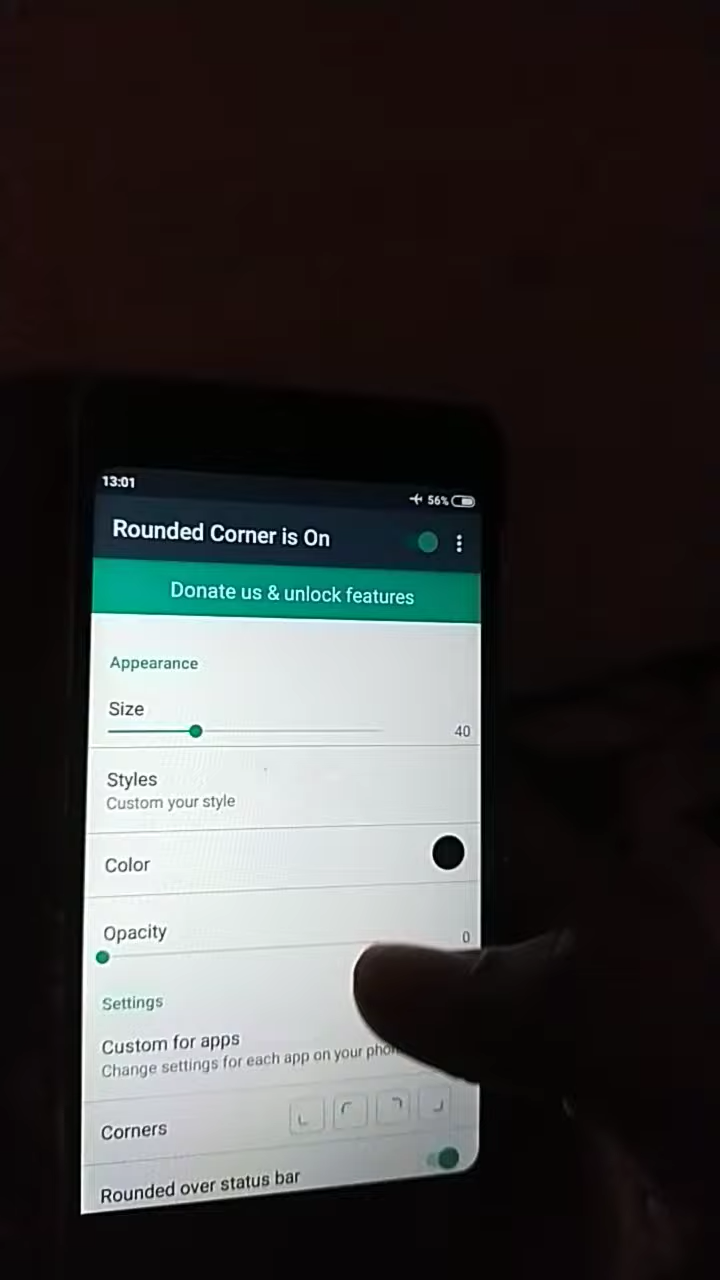 13:01
56%
Rounded Corner is On
Donate us & unlock features
Appearance
Size
40
Styles
Custom your style
Color
Opacity
0
Settings
Custom for apps
Change settings for each app on your
Corners
Rounded over status bar